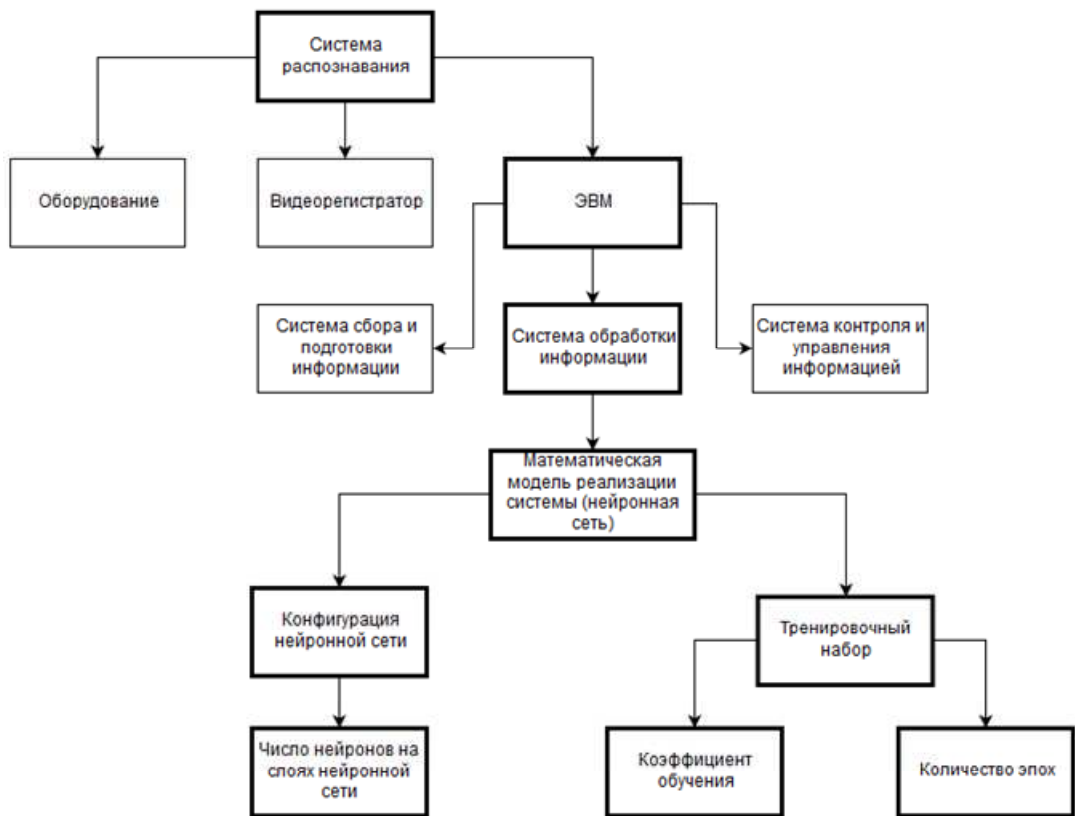 Система
распознавания
Оборудование
Видеорегистратор
ЭВМ
Система сбора и
подготовки
информации
Система обработки
информации
Система контроля и
управления
информацией
Математическая
модель реализации
системы (нейронная
сеть)
Конфигурация
нейронной сети
Тренировочный
набор
Число нейронов на
слоях нейронной
сети
Коэффициент
обучения
Количество эпох